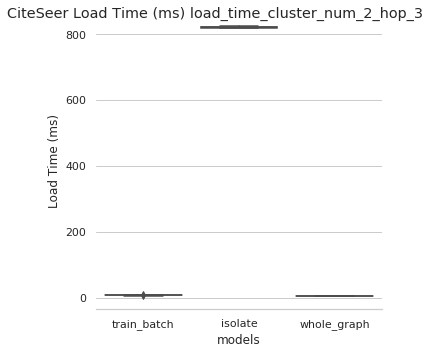 CiteSeer Load Time (ms) load_time_cluster_num_2_hop_3
800
600
400
200
0
Load Time (ms)
train_batch isolate whole_graph
models